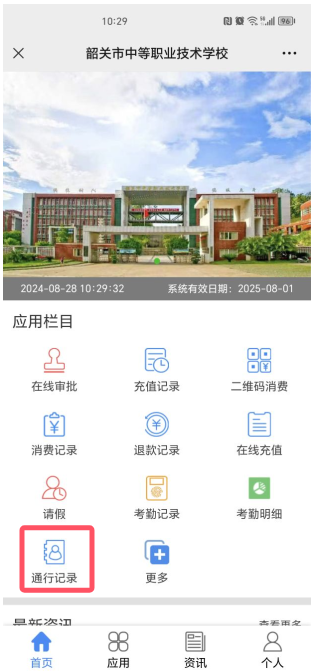 10:29
96
韶关市中等职业技术学校
2024-08-28 10:29:32 系统有效日期：2025-08-01
应用栏目
在线审批 充值记录 二维码消费
消费记录 退款记录 在线充值
请假 考勤记录 考勤明细
通行记录 更多
最新资讯 查看更多
首页 应用 资讯 个人